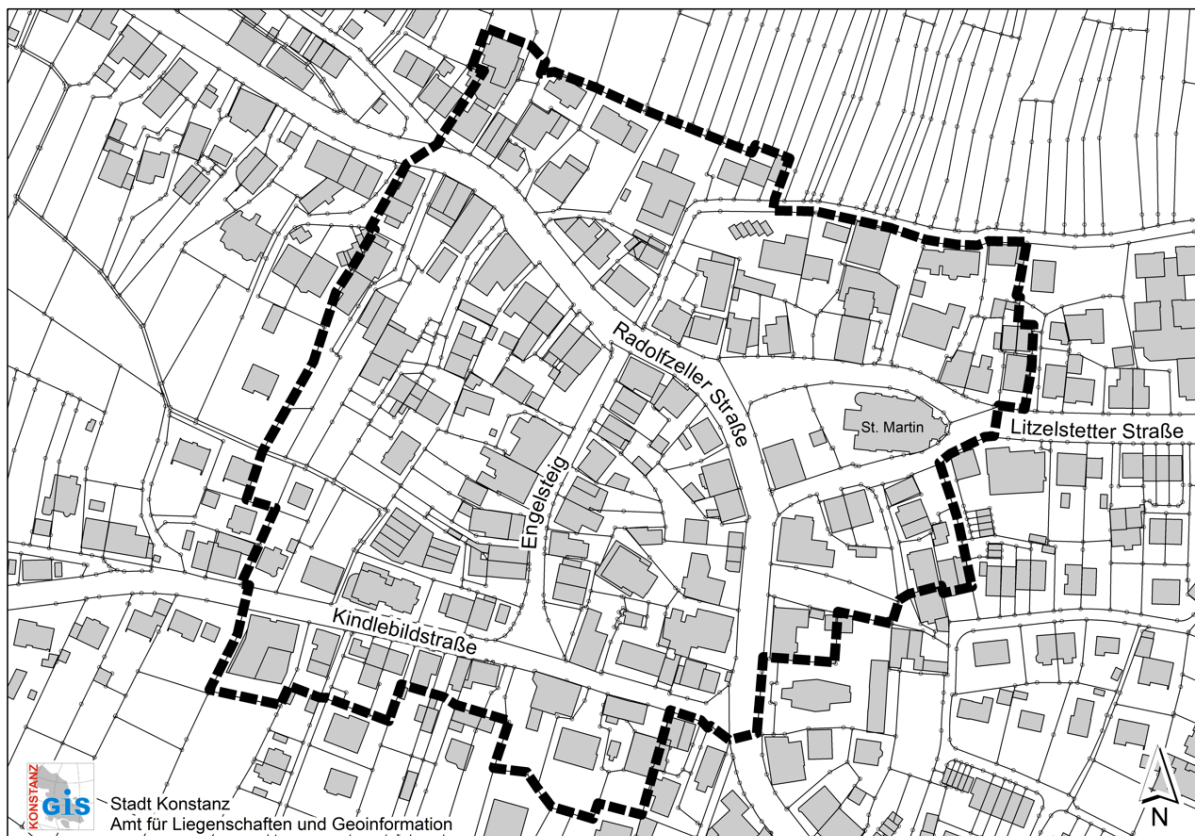 Radolfzeller Straße
St. Martin
Litzelstetter Straße
Engelsteig
Kindlebildstraße
KONSTANZ
GiS
Stadt Konstanz
Amt für Liegenschaften und Geoinformation
N